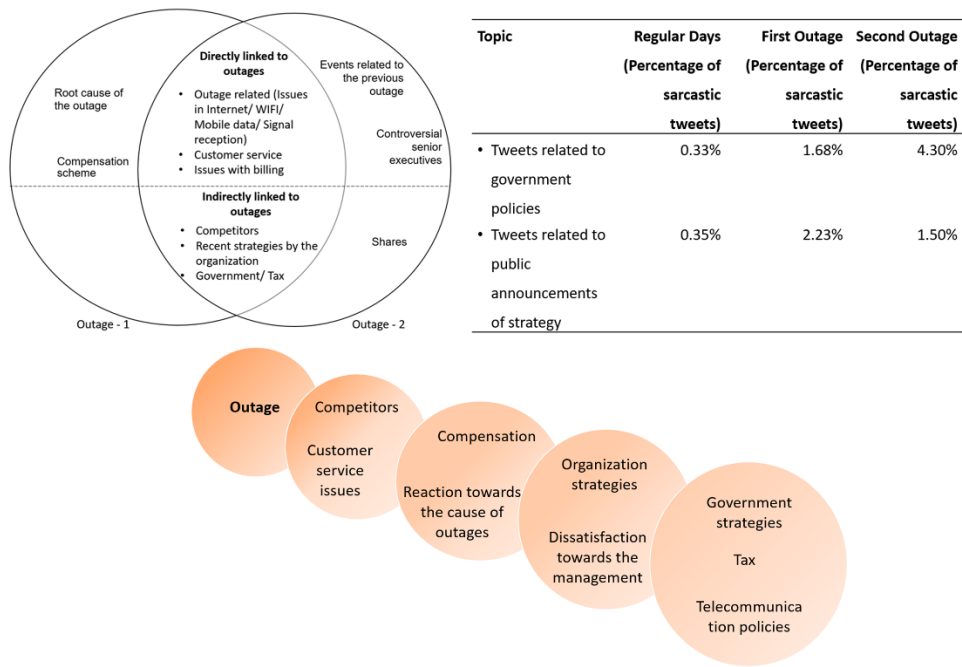 Root cause of
the outage
Compensation
scheme
Directly linked to
outages
• Outage related (Issues
in Internet/ WIFI/
Mobile data/ Signal
reception)
• Customer service
• Issues with billing
Indirectly linked to
outages
• Competitors
• Recent strategies by the
organization
• Government/ Tax
Events related to
the previous
outage
Controversial
senior
executives
Shares
Outage - 1
Outage - 2
Topic
Regular Days
(Percentage of
sarcastic
tweets)
First Outage
(Percentage of
sarcastic
tweets)
Second Outage
(Percentage of
sarcastic
tweets)
• Tweets related to
government
policies
0.33%
1.68%
4.30%
• Tweets related to
public
announcements
of strategy
0.35%
2.23%
1.50%
Outage
Competitors
Customer
service
issues
Compensation
Reaction towards
the cause of
outages
Organization
strategies
Dissatisfaction
towards the
management
Government
strategies
Tax
Telecommunica
tion policies